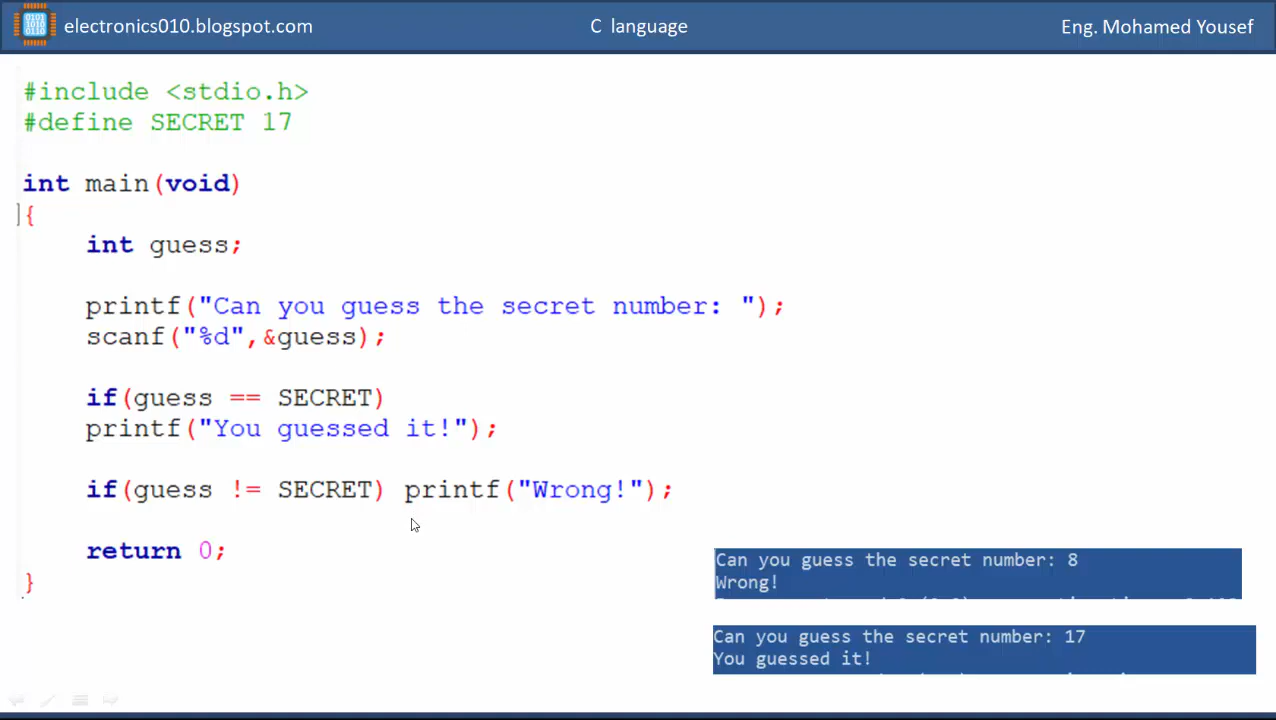 electronics010.blogspot.com
C language
Eng. Mohamed Yousef
#include <stdio.h>
#define SECRET 17
int main(void)
{
int guess;
printf("Can you guess the secret number: ");
scanf("%d",&guess);
if(guess == SECRET)
printf("You guessed it!");
if(guess != SECRET) printf("Wrong!");
return 0;
}
Can you guess the secret number: 8
Wrong!
Can you guess the secret number: 17
You guessed it!